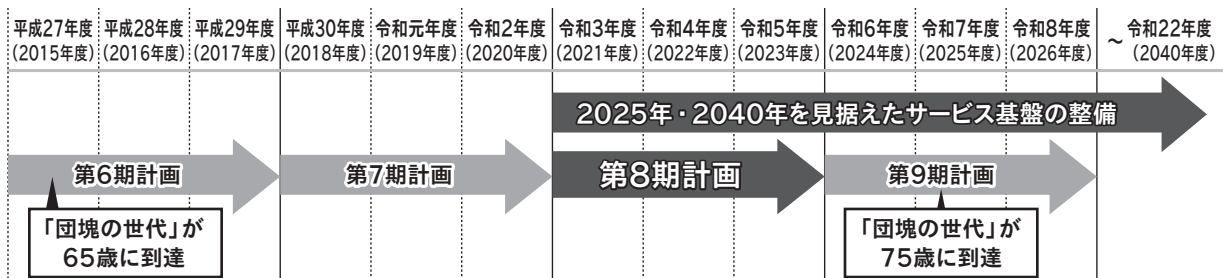 平成27年度 平成28年度 平成29年度 平成30年度 令和元年度 令和2年度 令和3年度 令和4年度 令和5年度 令和6年度 令和7年度 令和8年度 ～ 令和22年度
(2015年度) (2016年度) (2017年度) (2018年度) (2019年度) (2020年度) (2021年度) (2022年度) (2023年度) (2024年度) (2025年度) (2026年度) (2040年度)
2025年・2040年を見据えたサービス基盤の整備
第6期計画 第7期計画 第8期計画 第9期計画
「団塊の世代」が
65歳に到達
「団塊の世代」が
75歳に到達